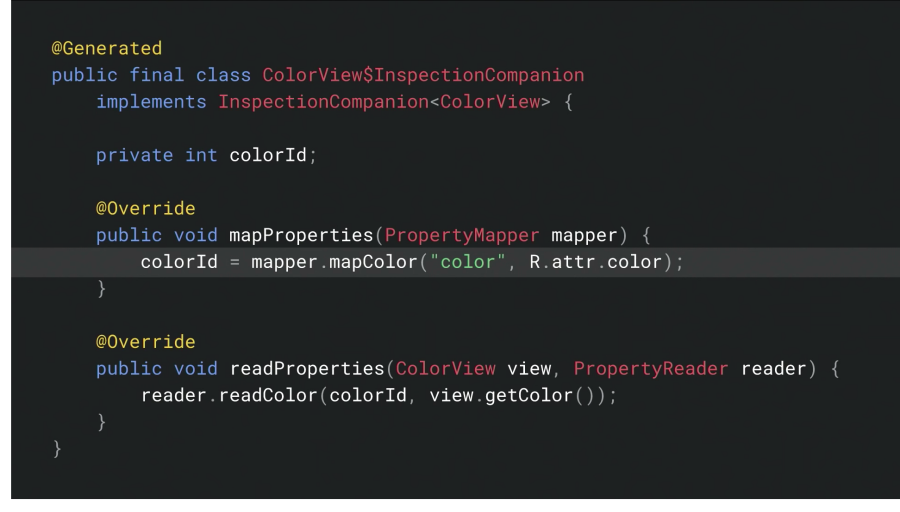 @Generated
public final class ColorView$InspectionCompanion
    implements InspectionCompanion<ColorView> {
    private int colorId;
    @Override
    public void mapProperties(PropertyMapper mapper) {
        colorId = mapper.mapColor("color", R.attr.color);
    }
    @Override
    public void readProperties(ColorView view, PropertyReader reader) {
        reader.readColor(colorId, view.getColor());
    }
}